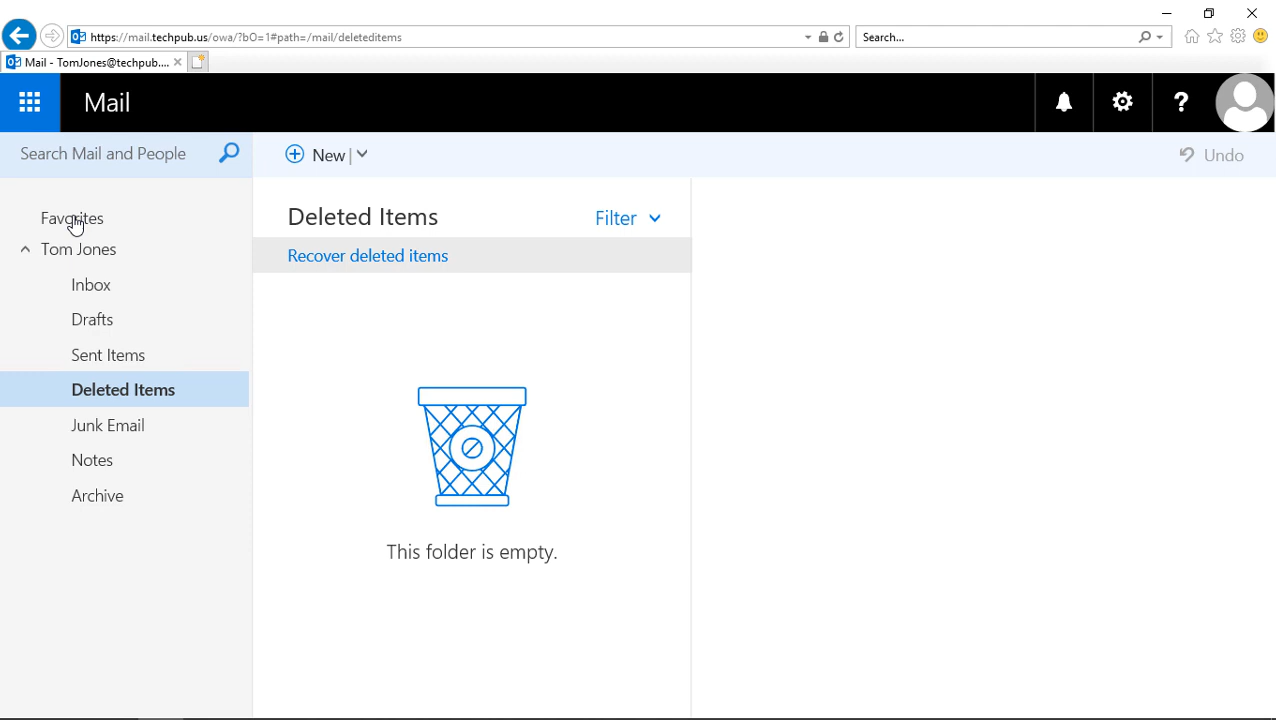 https://mail.techpub.us/owa/?bO=1#path=/mail/deleteditems
Search...
Mail - TomJones@techpub....
Mail
?
Search Mail and People
New
Undo
Favorites
Tom Jones
Inbox
Drafts
Sent Items
Deleted Items
Junk Email
Notes
Archive
Deleted Items
Filter
Recover deleted items
This folder is empty.